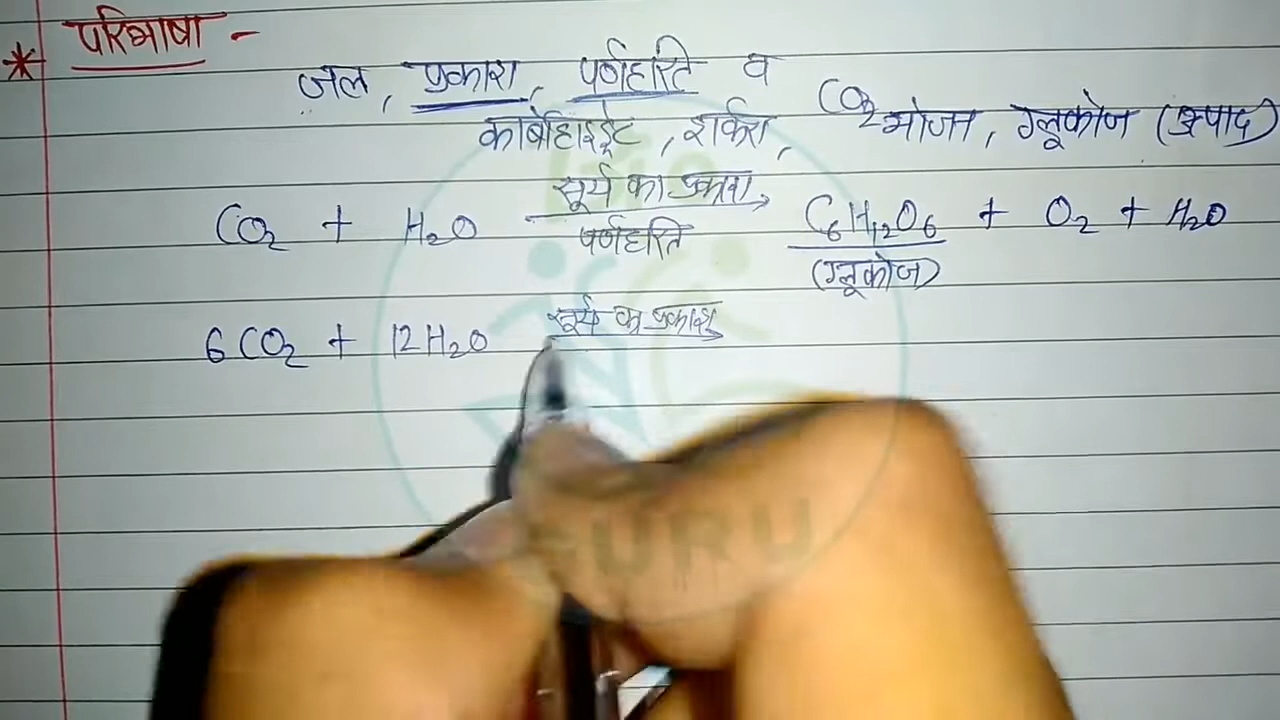 * परिभाषा -
जल, प्रकाश, पर्णहरित व CO₂
कार्बोहाइड्रेट, शर्करा, भोजन, ग्लूकोज (उत्पाद)
सूर्य का प्रकाश
CO₂ + H₂O → C₆H₁₂O₆ + O₂ + H₂O
पर्णहरित (ग्लूकोज)
सूर्य का प्रकाश
6CO₂ + 12H₂O →
GURU